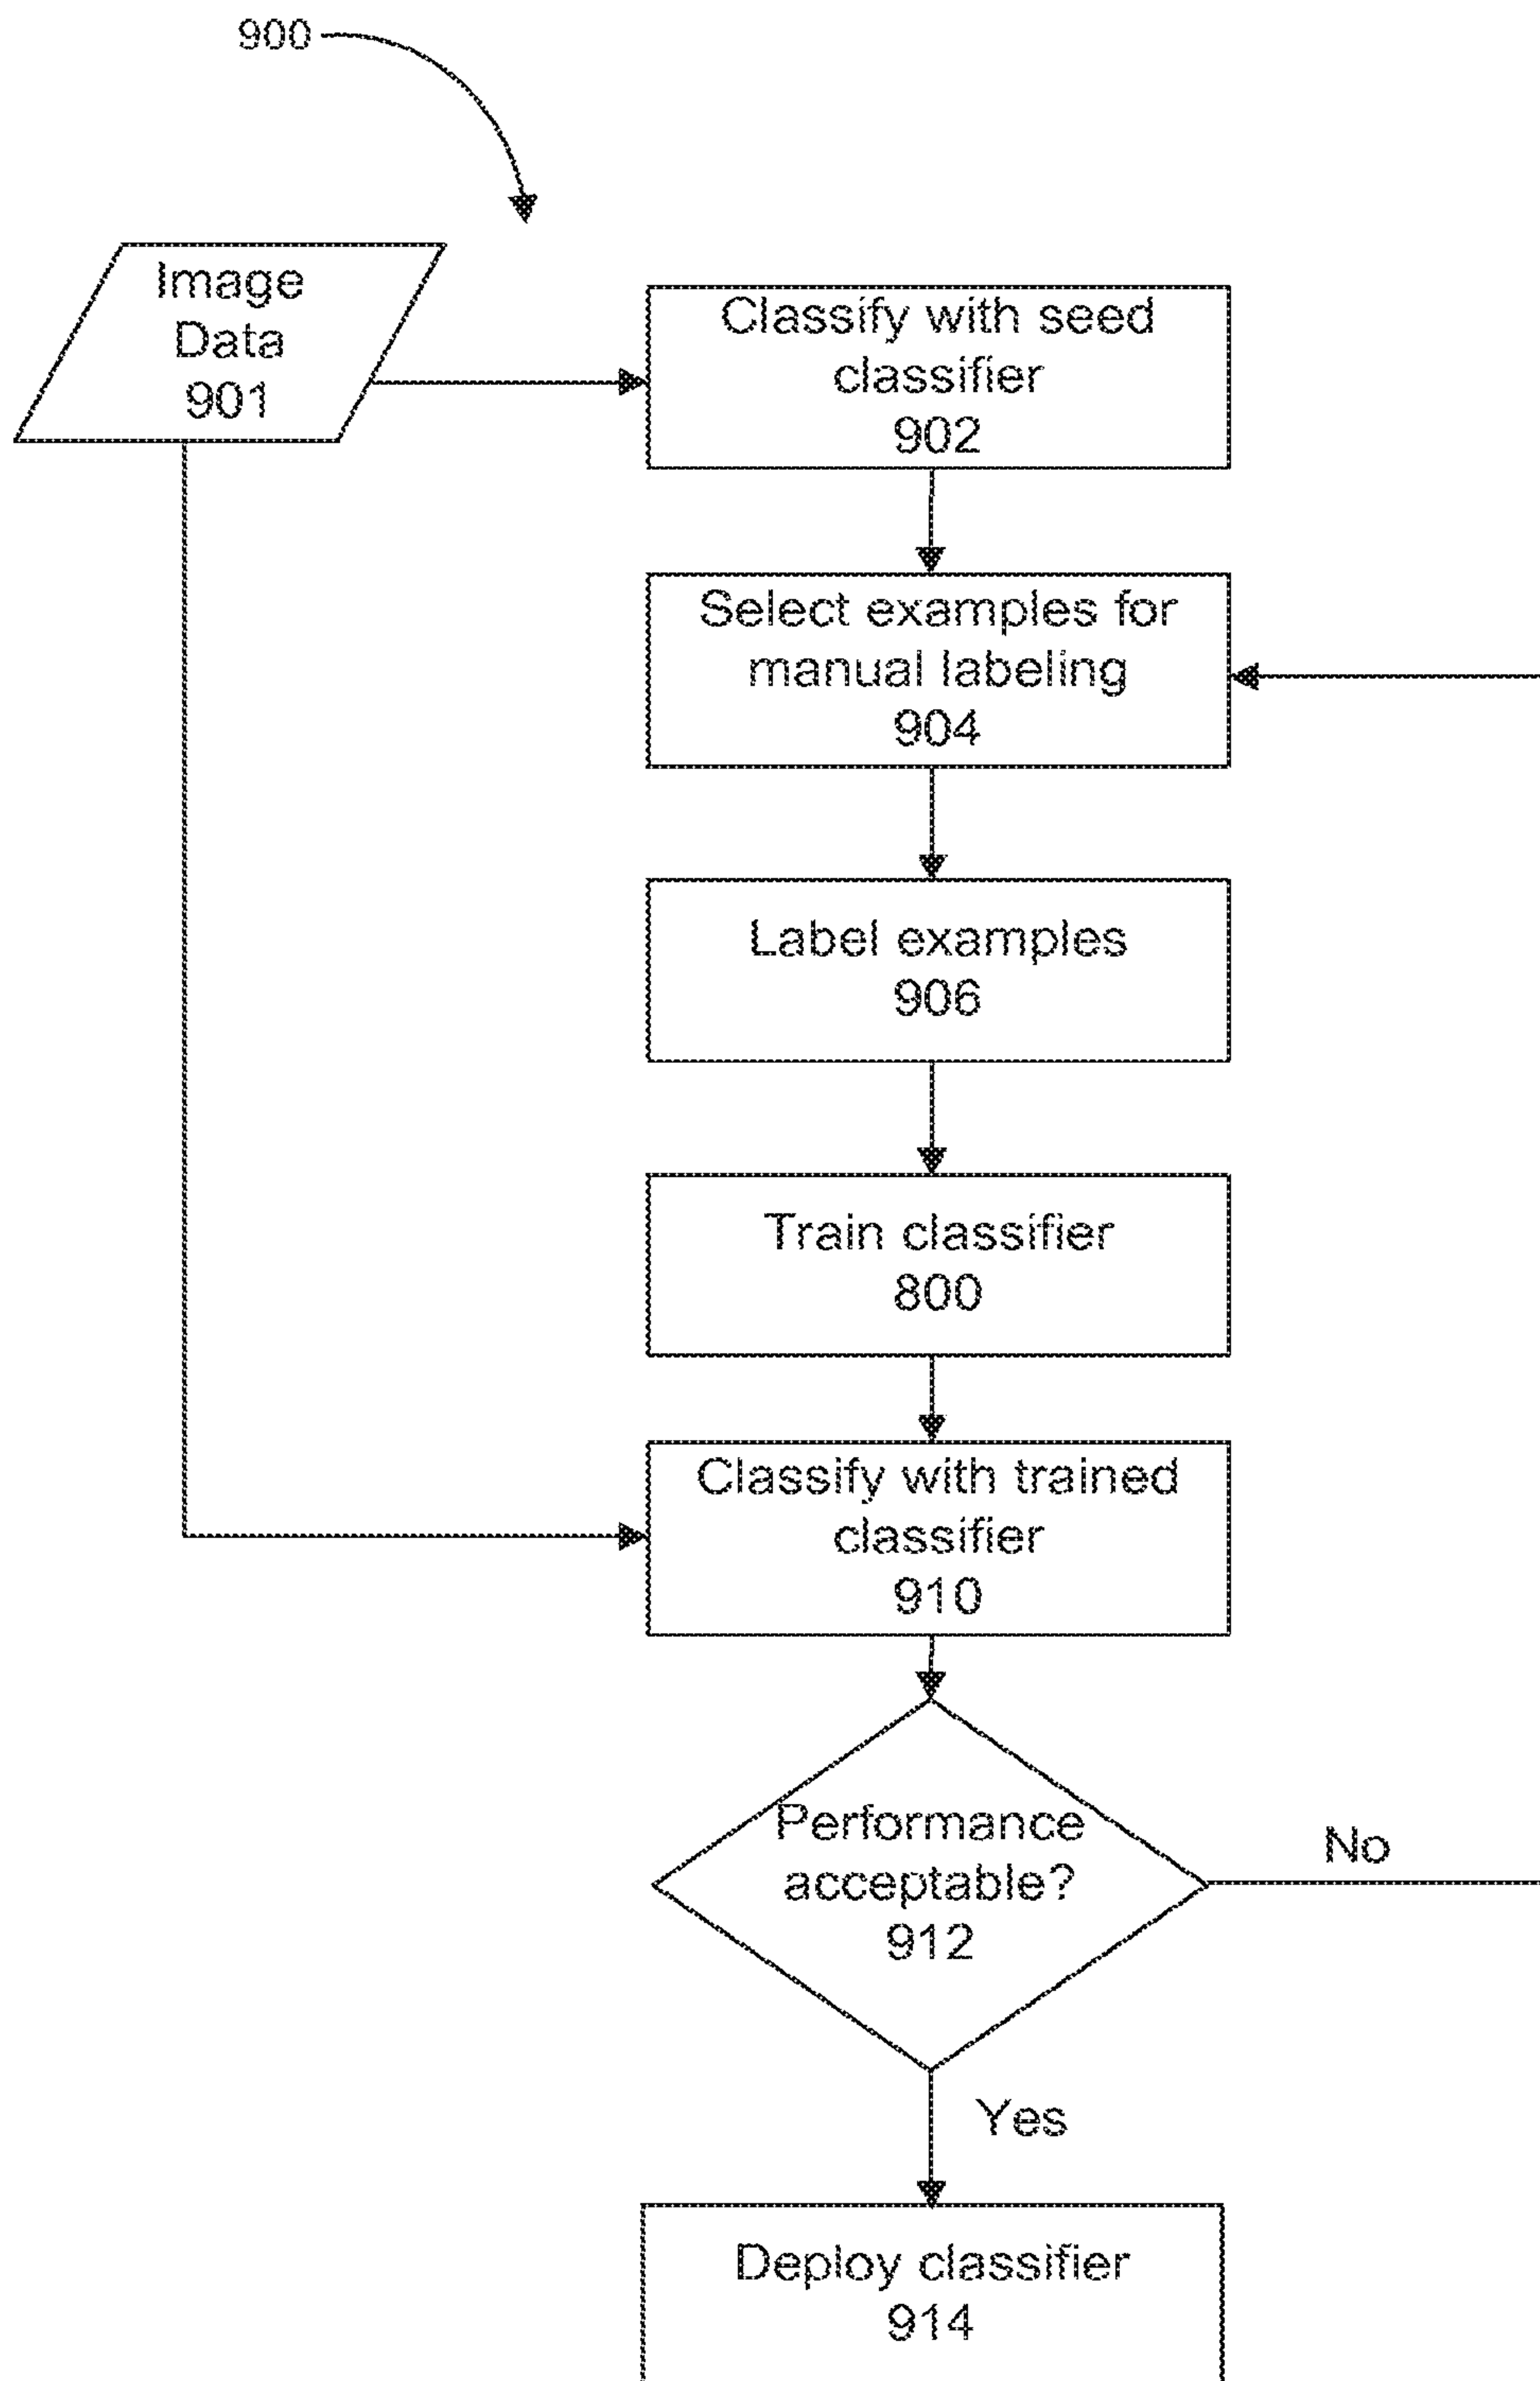 900
Image
Data
901
Classify with seed
classifier
902
Select examples for
manual labeling
904
Label examples
906
Train classifier
800
Classify with trained
classifier
910
Performance
acceptable?
912
No
Yes
Deploy classifier
914